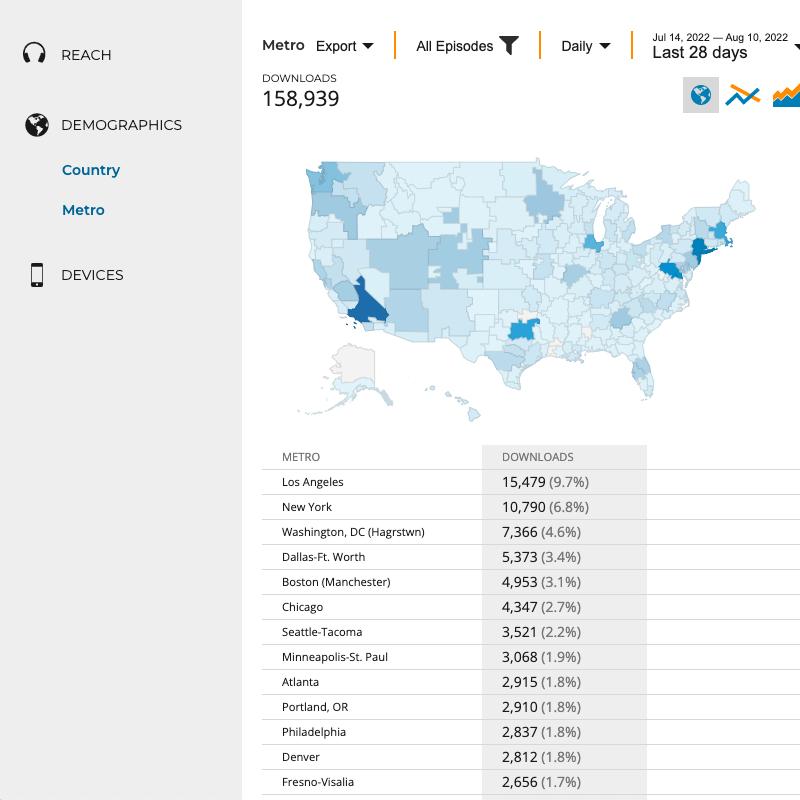 REACH
DEMOGRAPHICS
Country
Metro
DEVICES
Metro Export All Episodes Daily Jul 14, 2022 — Aug 10, 2022
Last 28 days
DOWNLOADS
158,939
METRO DOWNLOADS
Los Angeles 15,479 (9.7%)
New York 10,790 (6.8%)
Washington, DC (Hagrstwn) 7,366 (4.6%)
Dallas-Ft. Worth 5,373 (3.4%)
Boston (Manchester) 4,953 (3.1%)
Chicago 4,347 (2.7%)
Seattle-Tacoma 3,521 (2.2%)
Minneapolis-St. Paul 3,068 (1.9%)
Atlanta 2,915 (1.8%)
Portland, OR 2,910 (1.8%)
Philadelphia 2,837 (1.8%)
Denver 2,812 (1.8%)
Fresno-Visalia 2,656 (1.7%)